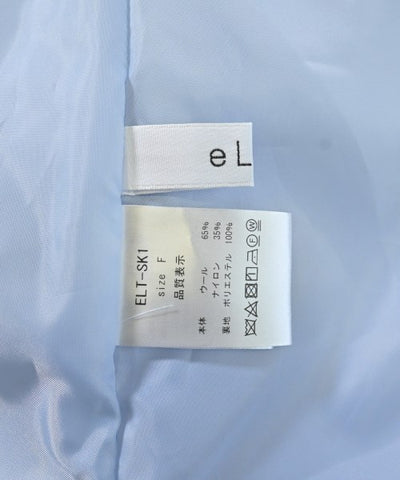 e L
ELT-SK1
size F
品質表示
本体 ウール 65%
ナイロン 35%
裏地 ポリエステル 100%